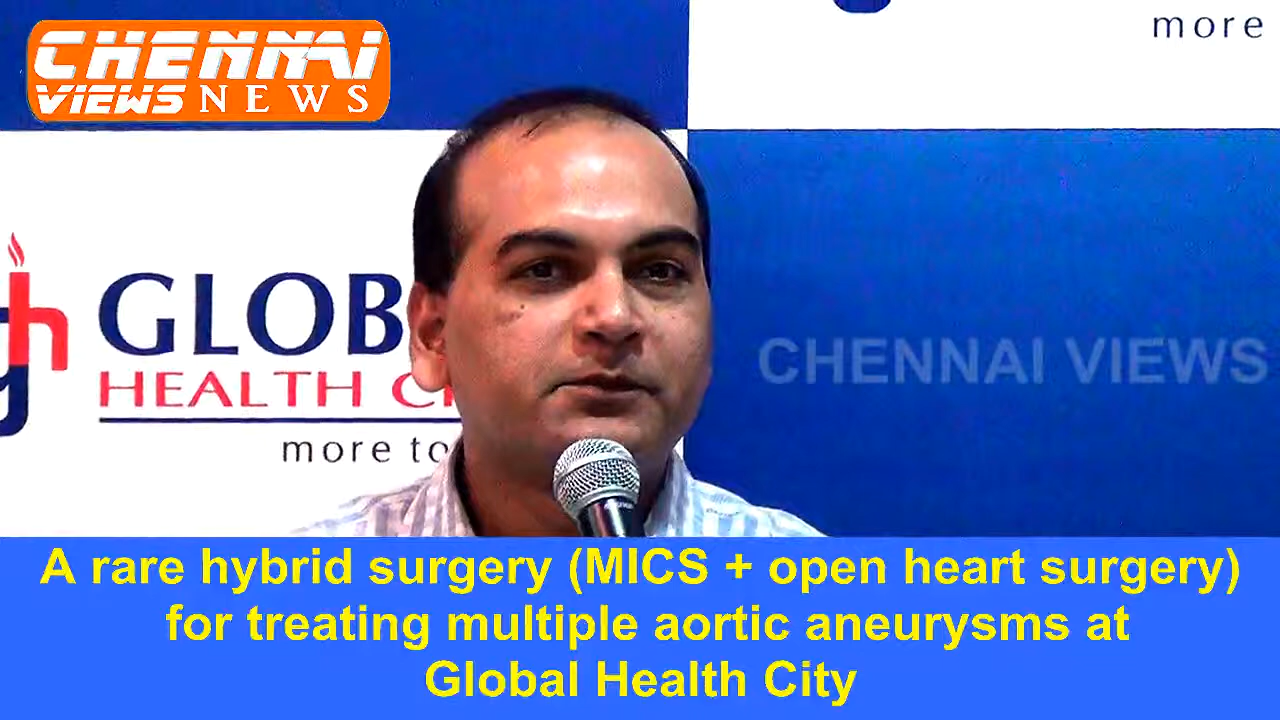 CHENNAI
VIEWS NEWS
more
GLOB
HEALTH C
more to
CHENNAI VIEWS
A rare hybrid surgery (MICS + open heart surgery)
for treating multiple aortic aneurysms at
Global Health City